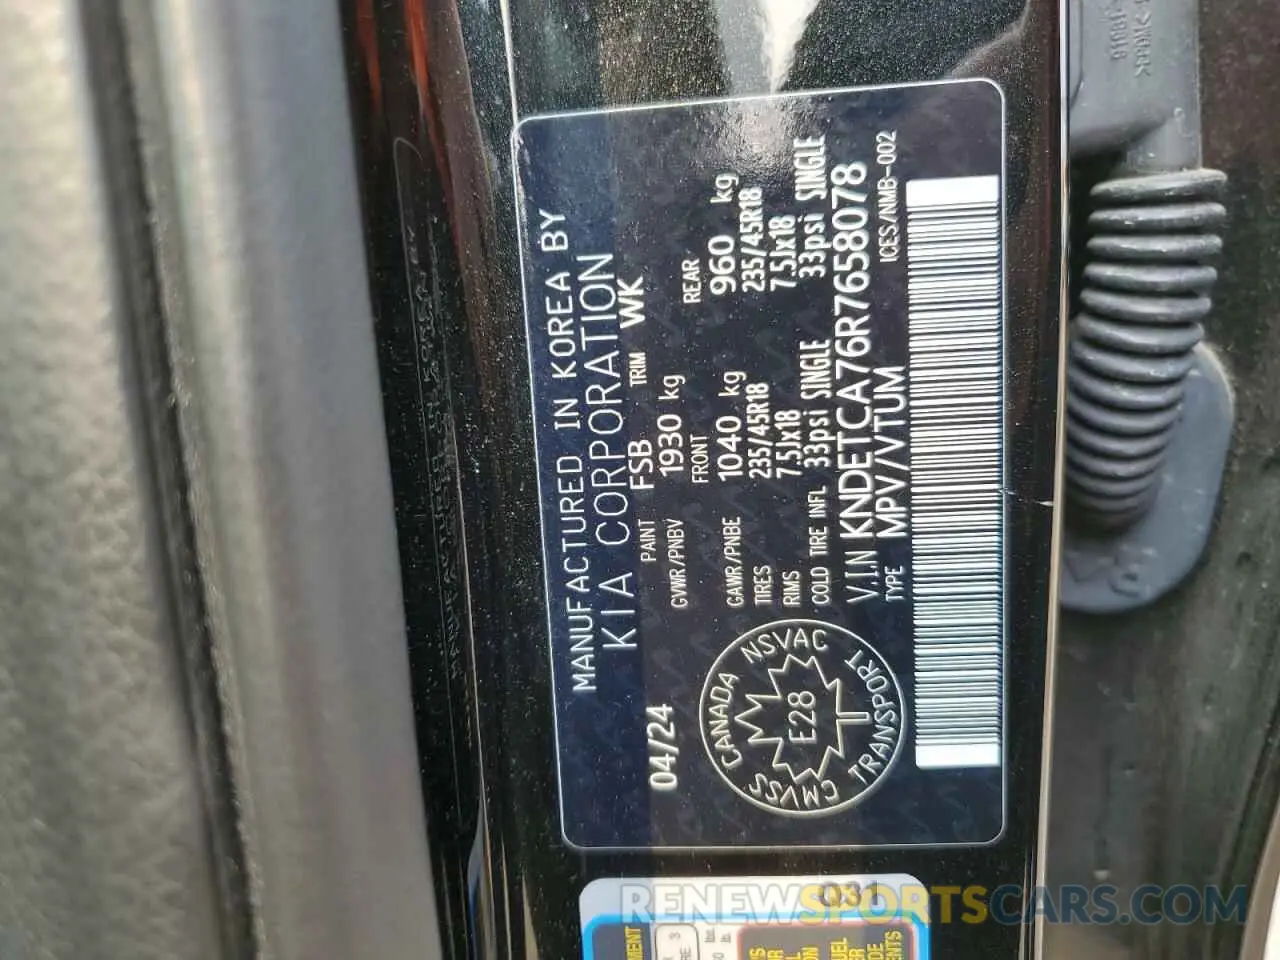 MANUFACTURED IN KOREA BY
KIA CORPORATION
04/24 PAINT FSB TRIM WK
GVWR/PNBV 1930 kg
FRONT REAR
GAWR/PNBE 1040 kg 960 kg
TIRES 235/45R18 235/45R18
RIMS 7.5Jx18 7.5Jx18
COLD TIRE INFL 33psi SINGLE 33psi SINGLE
V.I.N KNDETCA76R7658078
TYPE MPV/VTUM ICES/NMB-002
CANADA NSVAC
E28
CMVSS TRANSPORT
RENEWSPORTSCARS.COM